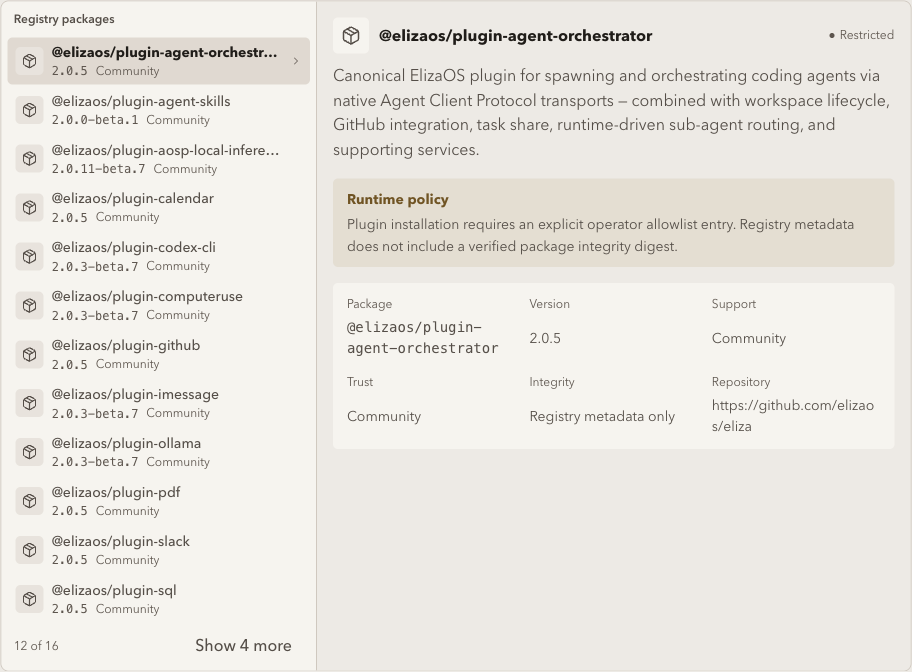 Registry packages
@elizaos/plugin-agent-orchestr...
2.0.5 Community
@elizaos/plugin-agent-skills
2.0.0-beta.1 Community
@elizaos/plugin-aosp-local-infere...
2.0.11-beta.7 Community
@elizaos/plugin-calendar
2.0.5 Community
@elizaos/plugin-codex-cli
2.0.3-beta.7 Community
@elizaos/plugin-computeruse
2.0.3-beta.7 Community
@elizaos/plugin-github
2.0.5 Community
@elizaos/plugin-imessage
2.0.3-beta.7 Community
@elizaos/plugin-ollama
2.0.3-beta.7 Community
@elizaos/plugin-pdf
2.0.5 Community
@elizaos/plugin-slack
2.0.5 Community
@elizaos/plugin-sql
2.0.5 Community
12 of 16 Show 4 more
@elizaos/plugin-agent-orchestrator
• Restricted
Canonical ElizaOS plugin for spawning and orchestrating coding agents via
native Agent Client Protocol transports — combined with workspace lifecycle,
GitHub integration, task share, runtime-driven sub-agent routing, and
supporting services.
Runtime policy
Plugin installation requires an explicit operator allowlist entry. Registry metadata
does not include a verified package integrity digest.
Package
@elizaos/plugin-
agent-orchestrator
Version
2.0.5
Support
Community
Trust
Community
Integrity
Registry metadata only
Repository
https://github.com/elizao
s/eliza